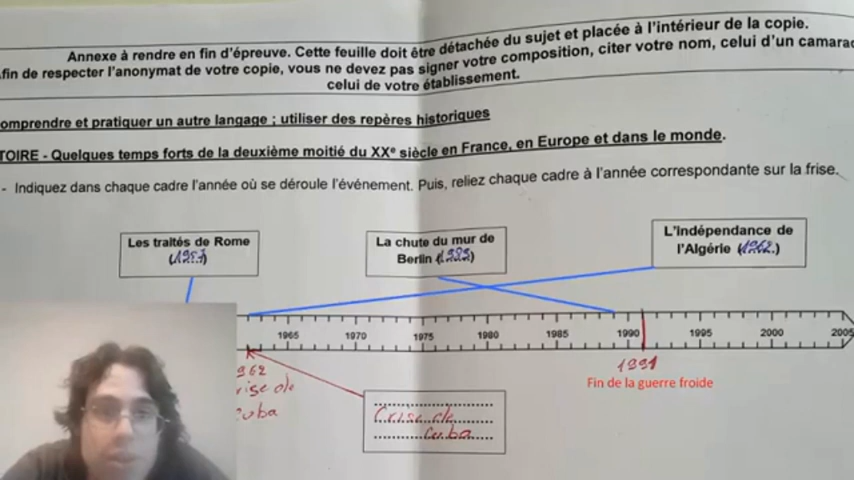 Annexe à rendre en fin d'épreuve. Cette feuille doit être détachée du sujet et placée à l'intérieur de la copie.
fin de respecter l'anonymat de votre copie, vous ne devez pas signer votre composition, citer votre nom, celui d'un camarad
celui de votre établissement.
omprendre et pratiquer un autre langage ; utiliser des repères historiques
TOIRE - Quelques temps forts de la deuxième moitié du XXe siècle en France, en Europe et dans le monde.
- Indiquez dans chaque cadre l'année où se déroule l'événement. Puis, reliez chaque cadre à l'année correspondante sur la frise.
Les traités de Rome
(1957)
La chute du mur de
Berlin (1989)
L'indépendance de
l'Algérie (1962.)
1965 1970 1975 1980 1985 1990 1995 2000 2005
962
rise de
cuba
1991
Fin de la guerre froide
Crise de
cuba